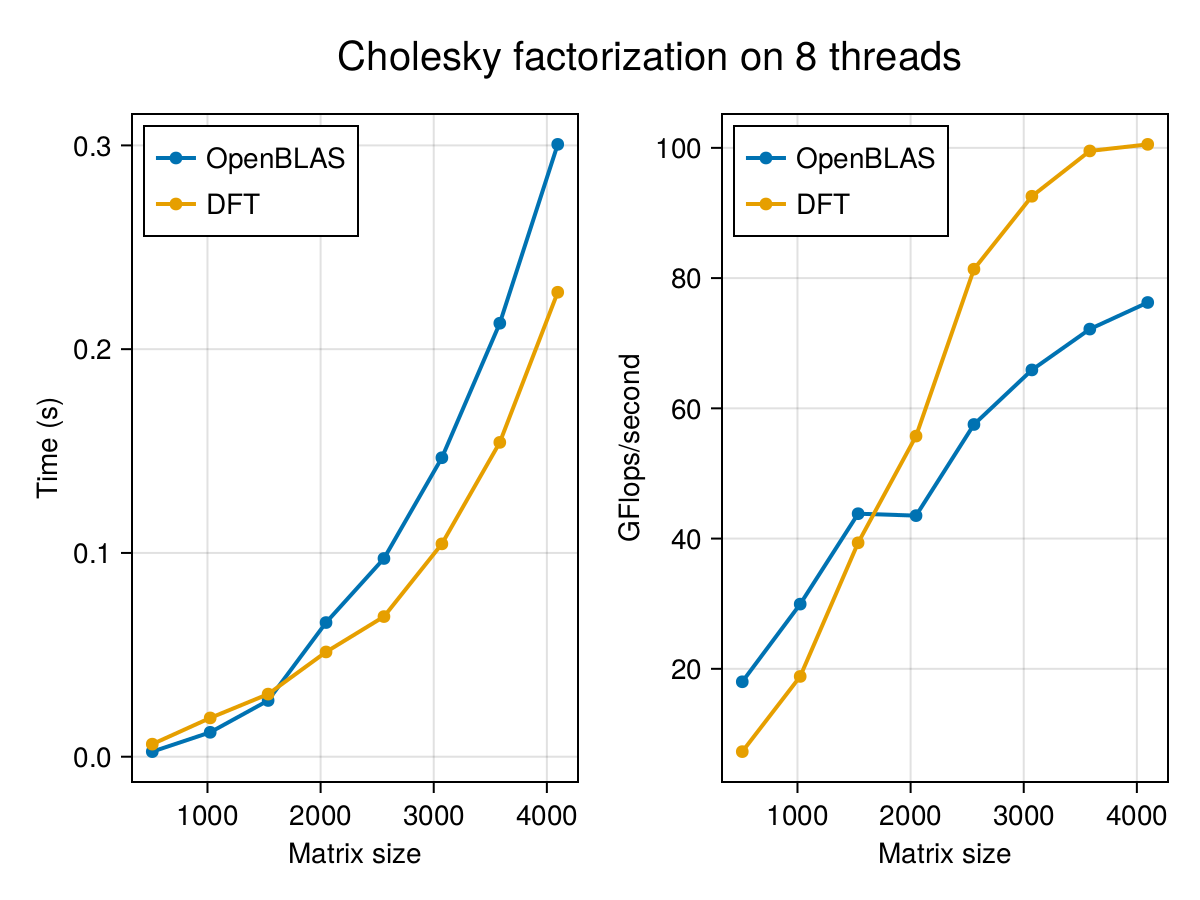 Cholesky factorization on 8 threads
OpenBLAS
DFT
0.3
0.2
0.1
0.0
Time (s)
1000 2000 3000 4000
Matrix size
OpenBLAS
DFT
100
80
60
40
20
GFlops/second
1000 2000 3000 4000
Matrix size